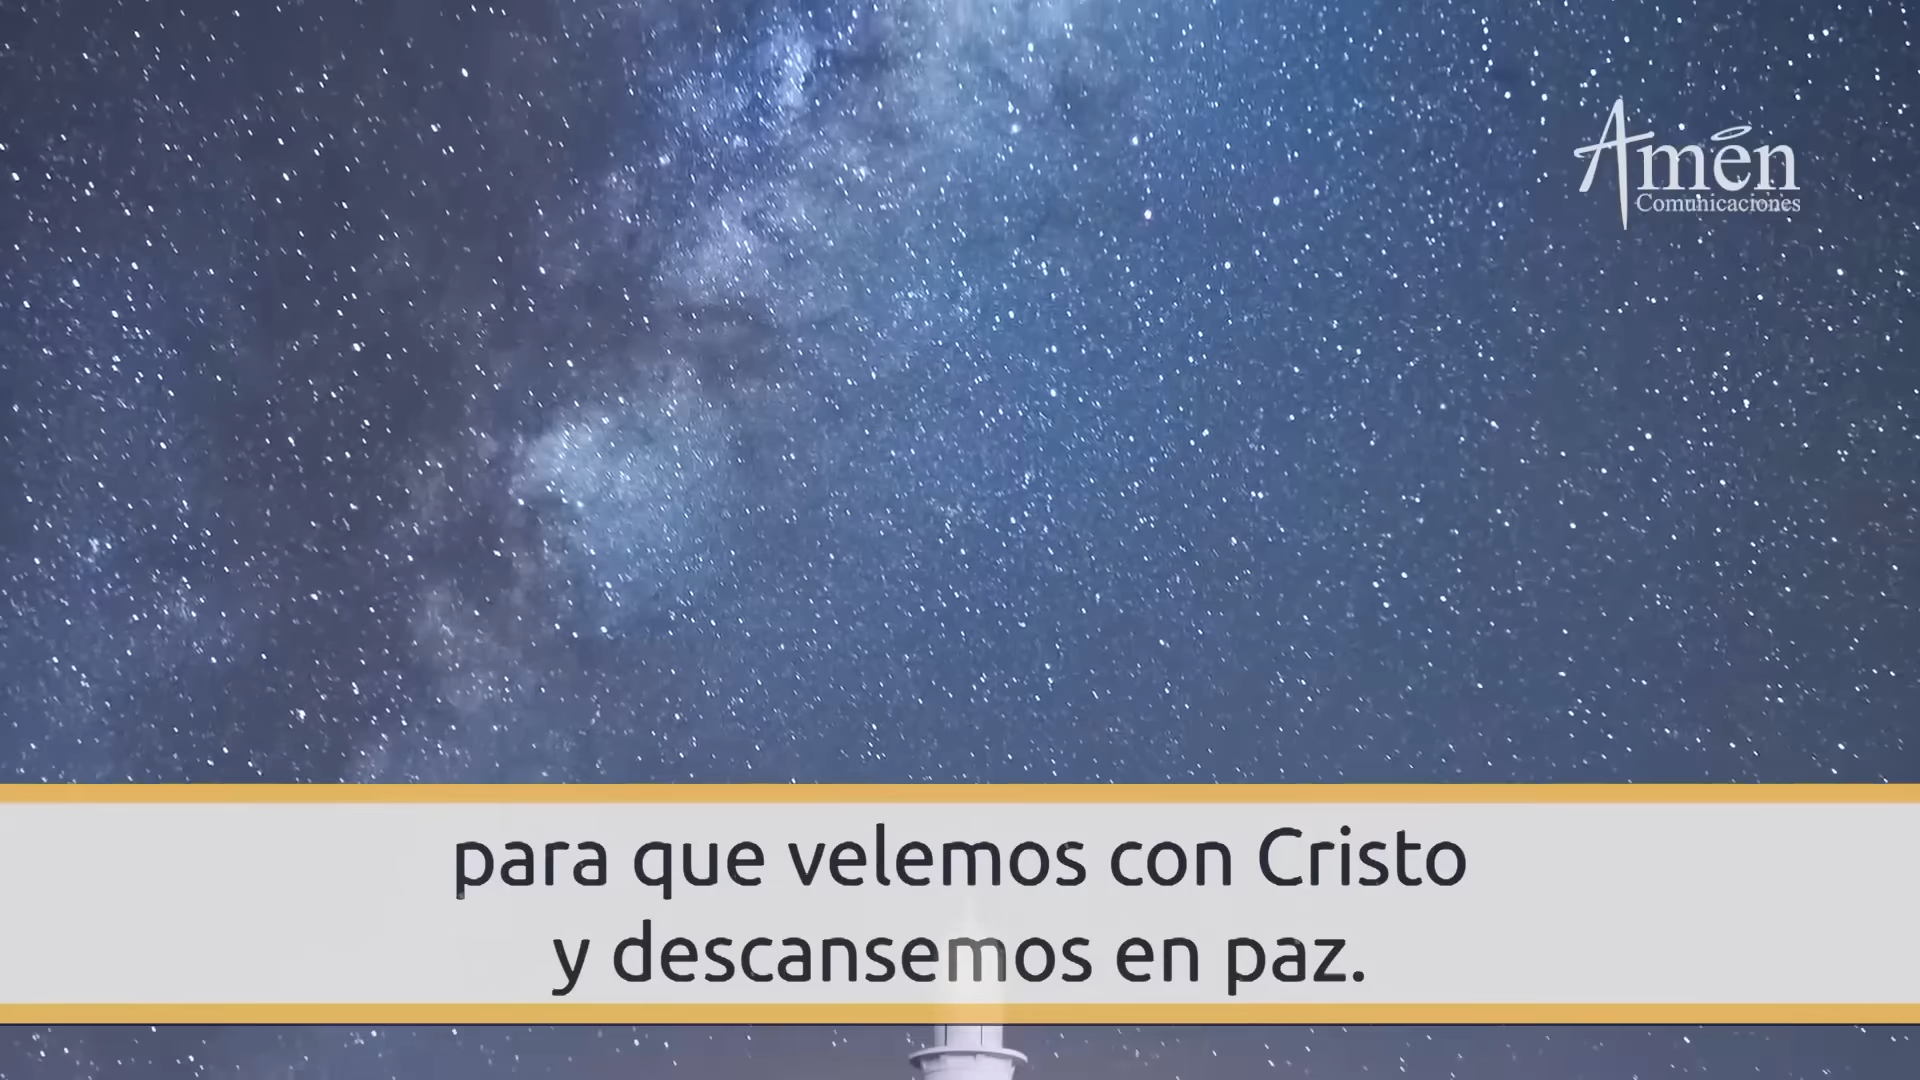 Amén
Comunicaciones
para que velemos con Cristo
y descansemos en paz.